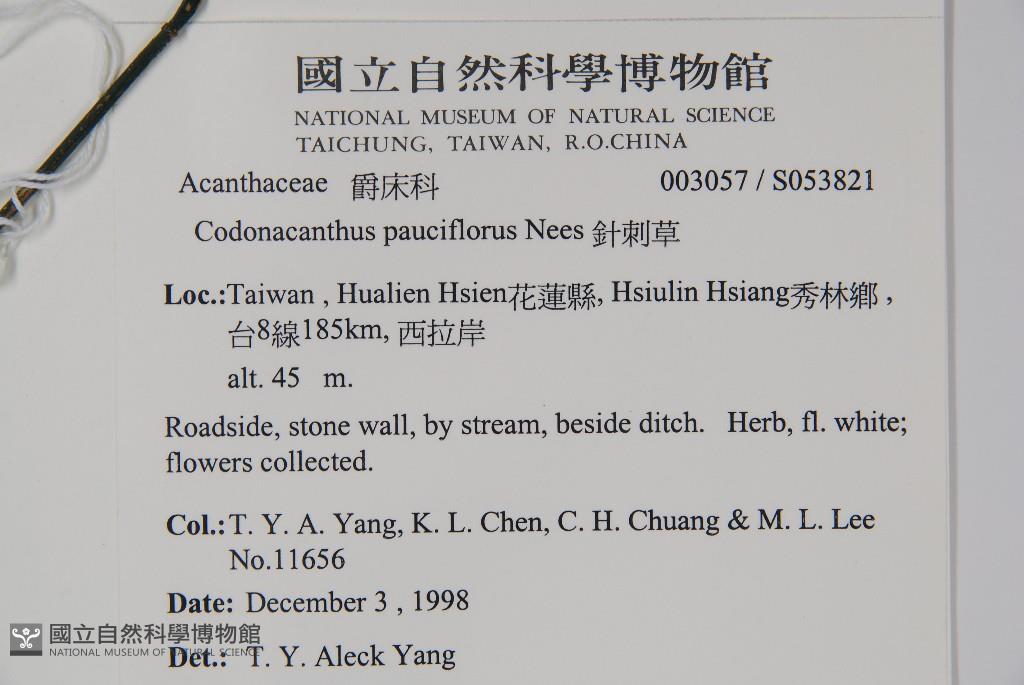 國立自然科學博物館
NATIONAL MUSEUM OF NATURAL SCIENCE
TAICHUNG, TAIWAN, R.O.CHINA
Acanthaceae 爵床科 003057 / S053821
Codonacanthus pauciflorus Nees 針刺草
Loc.:Taiwan , Hualien Hsien花蓮縣, Hsiulin Hsiang秀林鄉 ,
台8線185km, 西拉岸
alt. 45 m.
Roadside, stone wall, by stream, beside ditch. Herb, fl. white;
flowers collected.
Col.:T. Y. A. Yang, K. L. Chen, C. H. Chuang & M. L. Lee
No.11656
Date: December 3 , 1998
Det.: T. Y. Aleck Yang
國立自然科學博物館
NATIONAL MUSEUM OF NATURAL SCIENCE